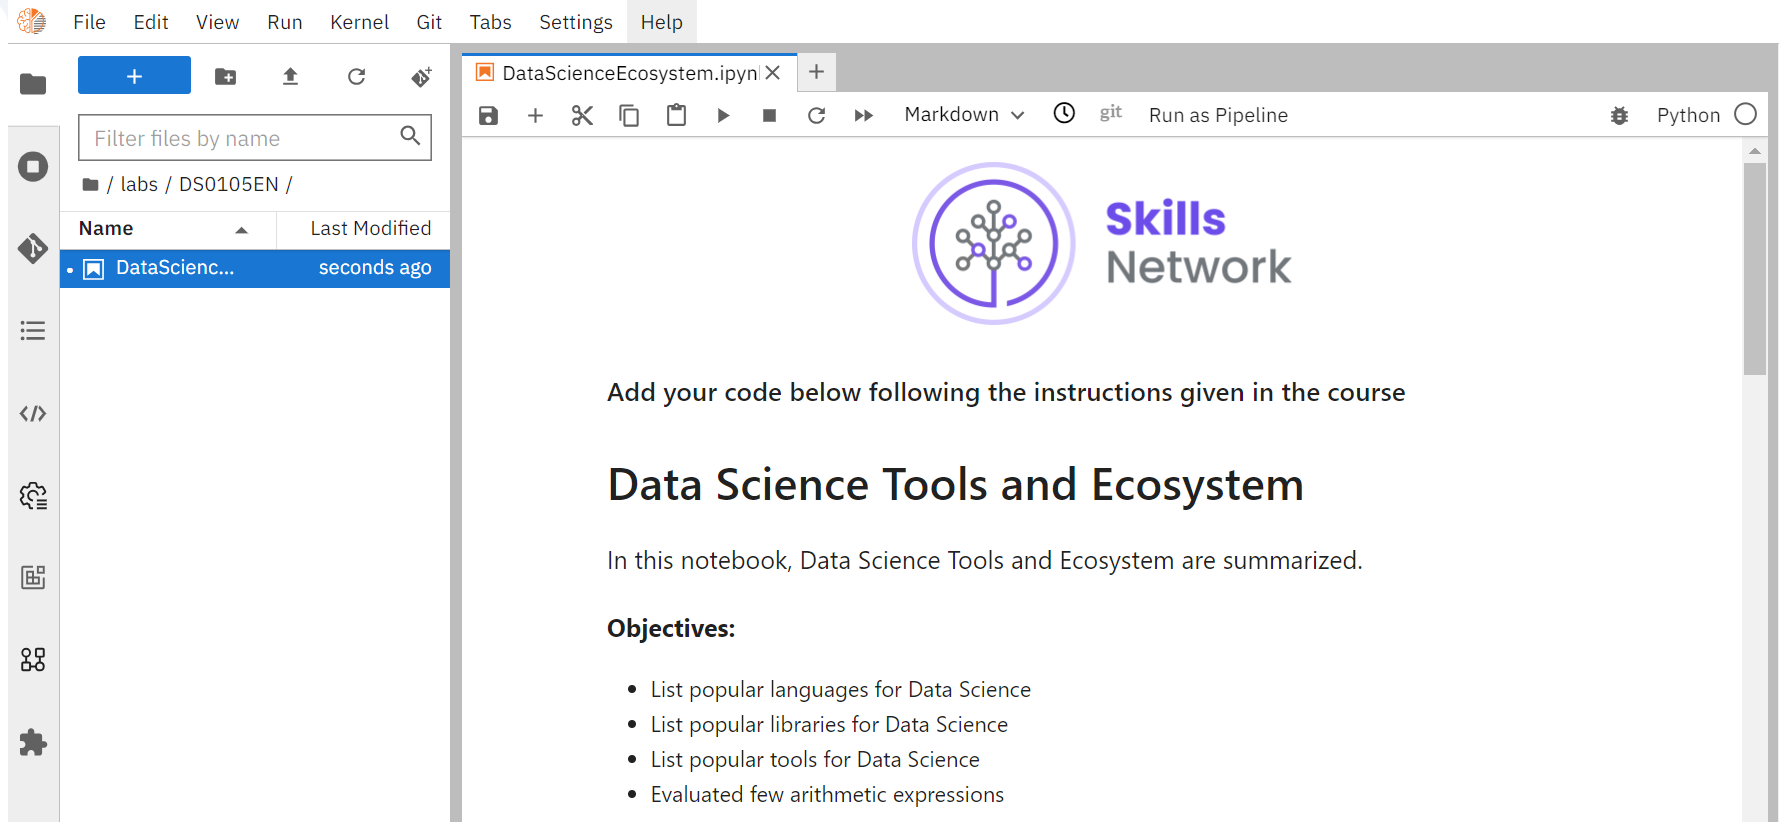 File Edit View Run Kernel Git Tabs Settings Help
DataScienceEcosystem.ipyn
Markdown git Run as Pipeline Python
Filter files by name
/ labs / DS0105EN /
Name Last Modified
DataScienc... seconds ago
Skills
Network
Add your code below following the instructions given in the course
Data Science Tools and Ecosystem
In this notebook, Data Science Tools and Ecosystem are summarized.
Objectives:
• List popular languages for Data Science
• List popular libraries for Data Science
• List popular tools for Data Science
• Evaluated few arithmetic expressions